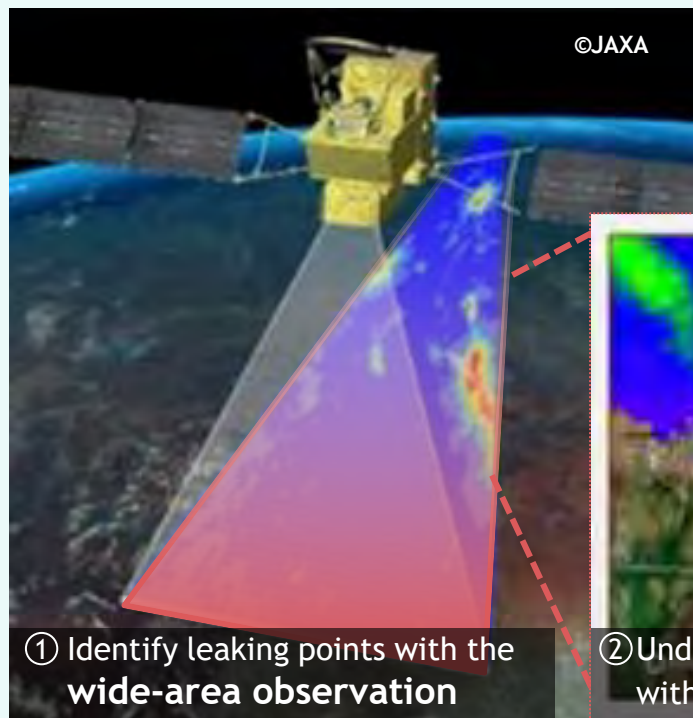 ©JAXA
① Identify leaking points with the
wide-area observation
②Und
with